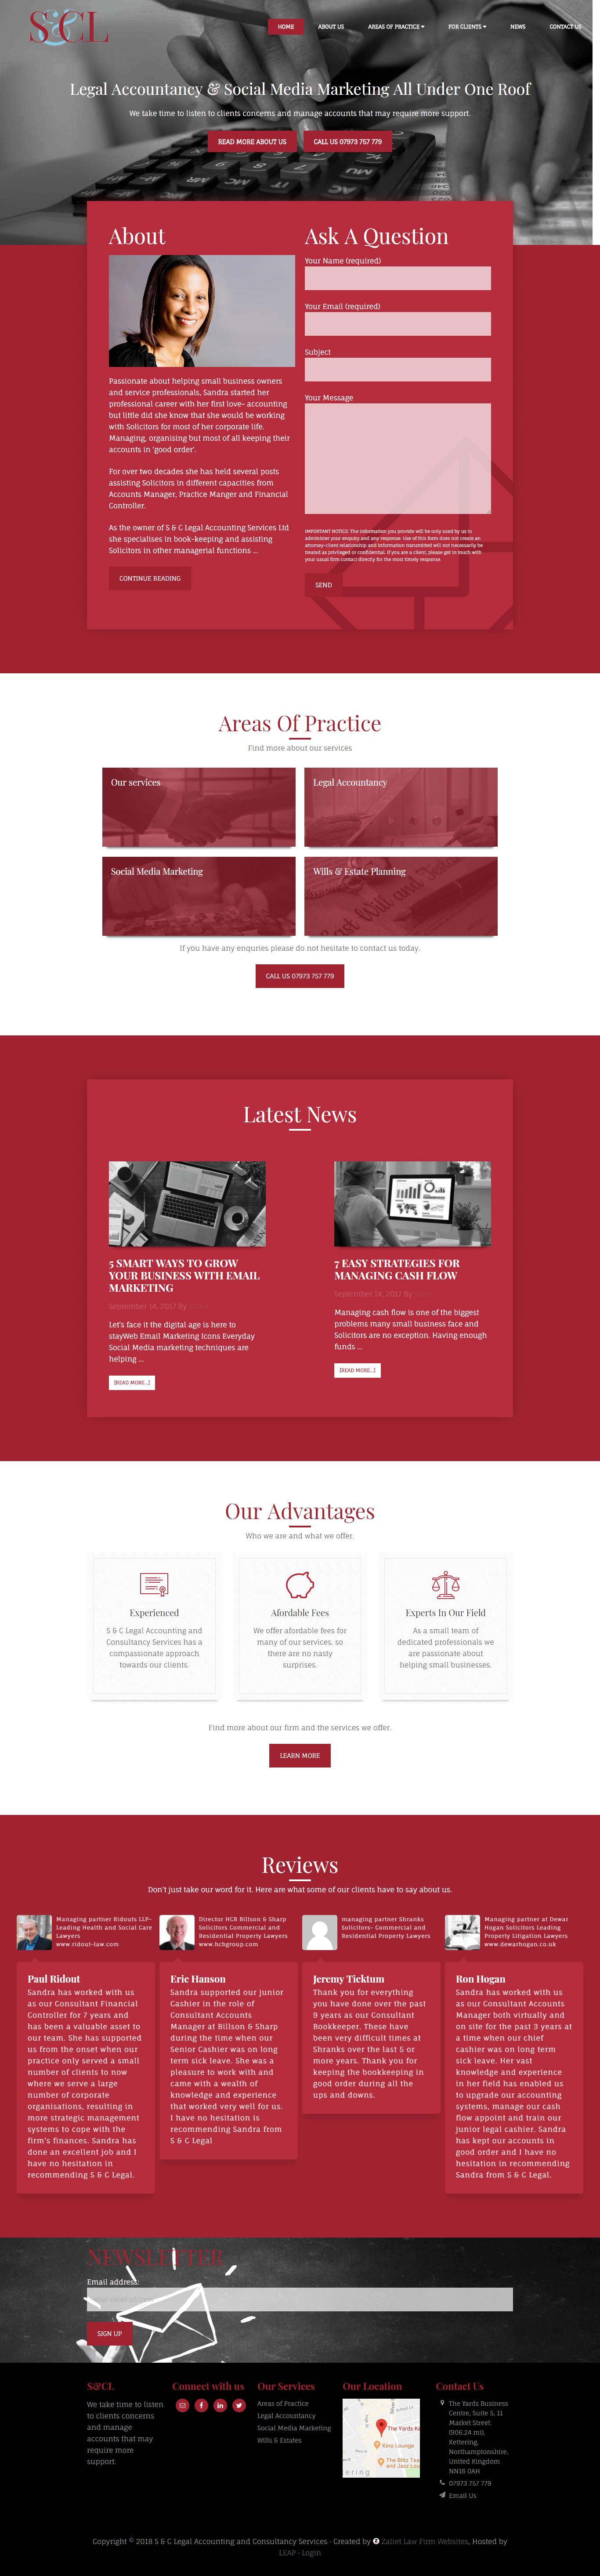 S&CL
HOME ABOUT US AREAS OF PRACTICE FOR CLIENTS NEWS CONTACT US
Legal Accountancy & Social Media Marketing All Under One Roof
We take time to listen to clients concerns and manage accounts that may require more support.
READ MORE ABOUT US CALL US 07973 757 779
About
Passionate about helping small business owners
and service professionals, Sandra started her
professional career with her first love- accounting
but little did she know that she would be working
with Solicitors for most of her corporate life.
Managing, organising but most of all keeping their
accounts in 'good order'.
For over two decades she has held several posts
assisting Solicitors in different capacities from
Accounts Manager, Practice Manger and Financial
Controller.
As the owner of S & C Legal Accounting Services Ltd
she specialises in book-keeping and assisting
Solicitors in other managerial functions ...
CONTINUE READING
Ask A Question
Your Name (required)
Your Email (required)
Subject
Your Message
IMPORTANT NOTICE: The information you provide will be only used by us to
administer your enquiry and any response. Use of this form does not create an
attorney-client relationship and information transmitted will not necessarily be
treated as privileged or confidential. If you are a client, please get in touch with
your usual firm contact directly for the most timely response.
SEND
Areas Of Practice
Find more about our services
Our services
Legal Accountancy
Social Media Marketing
Wills & Estate Planning
If you have any enquries please do not hesitate to contact us today.
CALL US 07973 757 779
Latest News
5 SMART WAYS TO GROW
YOUR BUSINESS WITH EMAIL
MARKETING
September 14, 2017 By
Let's face it the digital age is here to
stayWeb Email Marketing Icons Everyday
Social Media marketing techniques are
helping ...
[READ MORE...]
7 EASY STRATEGIES FOR
MANAGING CASH FLOW
September 14, 2017 By
Managing cash flow is one of the biggest
problems many small business face and
Solicitors are no exception. Having enough
funds ...
[READ MORE...]
Our Advantages
Who we are and what we offer.
Experienced
S & C Legal Accounting and
Consultancy Services has a
compassionate approach
towards our clients.
Afordable Fees
We offer afordable fees for
many of our services, so
there are no nasty
surprises.
Experts In Our Field
As a small team of
dedicated professionals we
are passionate about
helping small businesses.
Find more about our firm and the services we offer.
LEARN MORE
Reviews
Don't just take our word for it. Here are what some of our clients have to say about us.
Managing partner Ridouts LLP-
Leading Health and Social Care
Lawyers
www.ridout-law.com
Paul Ridout
Sandra has worked with us
as our Consultant Financial
Controller for 7 years and
has been a valuable asset to
our team. She has supported
us from the onset when our
practice only served a small
number of clients to now
where we serve a large
number of corporate
organisations, resulting in
more strategic management
systems to cope with the
firm's finances. Sandra has
done an excellent job and I
have no hesitation in
recommending S & C Legal.
Director HCB Billson & Sharp
Solicitors Commercial and
Residential Property Lawyers
www.hcbgroup.com
Eric Hanson
Sandra supported our junior
Cashier in the role of
Consultant Accounts
Manager at Billson & Sharp
during the time when our
Senior Cashier was on long
term sick leave. She was a
pleasure to work with and
came with a wealth of
knowledge and experience
that worked very well for us.
I have no hesitation is
recommending Sandra from
S & C Legal
managing partner Shranks
Solicitors- Commercial and
Residential Property Lawyers
Jeremy Ticktum
Thank you for everything
you have done over the past
9 years as our Consultant
Bookkeeper. These have
been very difficult times at
Shranks over the last 5 or
more years. Thank you for
keeping the bookkeeping in
good order during all the
ups and downs.
Managing partner at Dewar
Hogan Solicitors Leading
Property Litigation Lawyers
www.dewarhogan.co.uk
Ron Hogan
Sandra has worked with us
as our Consultant Accounts
Manager both virtually and
on site for the past 3 years at
a time when our chief
cashier was on long term
sick leave. Her vast
knowledge and experience
in her field has enabled us
to upgrade our accounting
systems, manage our cash
flow appoint and train our
junior legal cashier. Sandra
has kept our accounts in
good order and I have no
hesitation in recommending
Sandra from S & C Legal.
NEWSLETTER
Email address:
SIGN UP
S&CL
We take time to listen
to clients concerns
and manage
accounts that may
require more
support.
Connect with us
Our Services
Areas of Practice
Legal Accountancy
Social Media Marketing
Wills & Estates
Our Location
The Yards Ke
Kino Lounge
The Blitz Tea
and Jazz Lou
ering
Contact Us
The Yards Business
Centre, Suite 5, 11
Market Street.
(906.24 mi),
Kettering,
Northamptonshire,
United Kingdom
NN16 0AH
07973 757 779
Email Us
Copyright © 2018 S & C Legal Accounting and Consultancy Services · Created by Zaliet Law Firm Websites, Hosted by
LEAP · Login